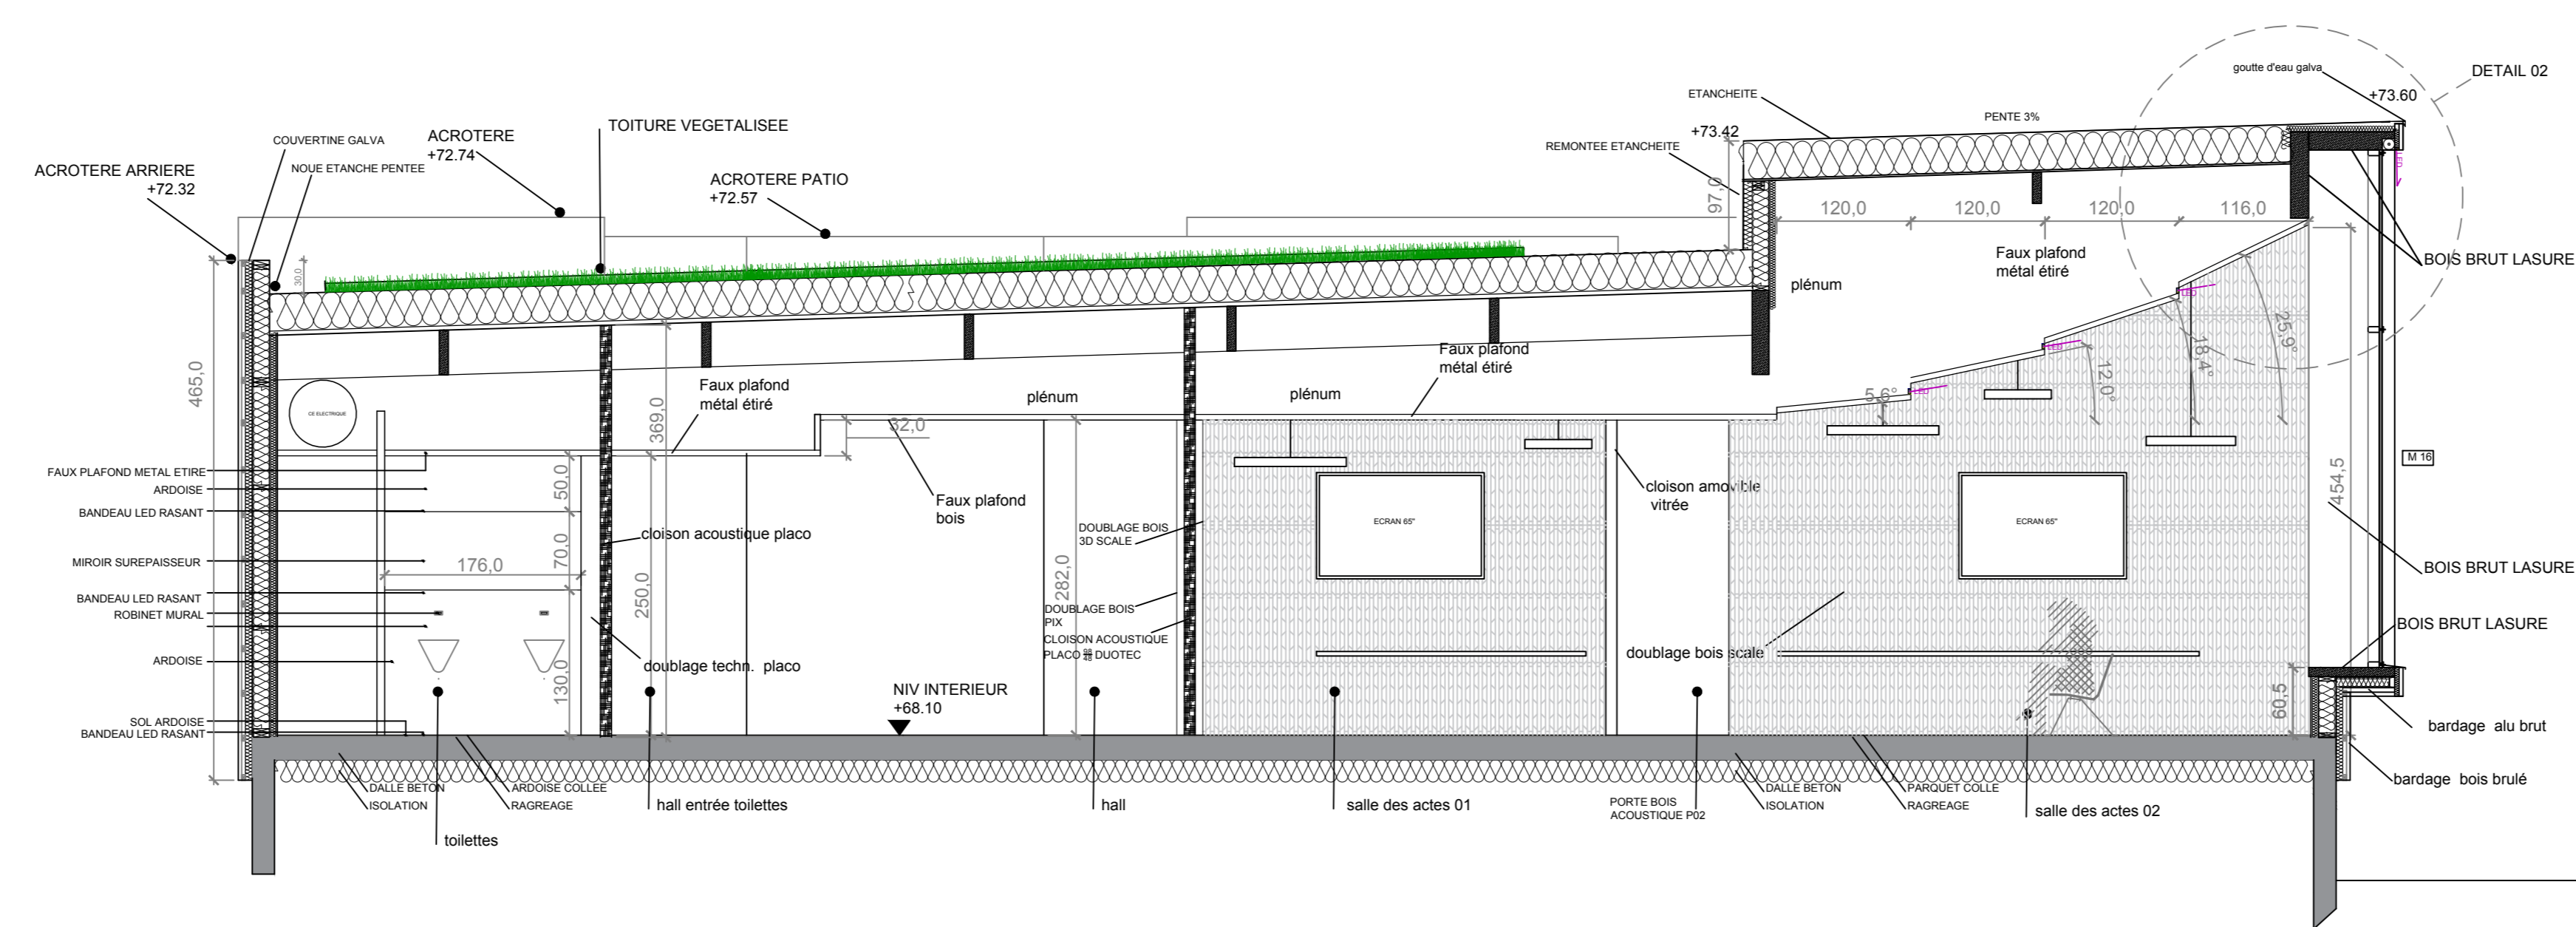 goutte d'eau galva
DETAIL 02
+73.60
ETANCHEITE
PENTE 3%
+73.42
REMONTEE ETANCHEITE
TOITURE VEGETALISEE
ACROTERE
+72.74
COUVERTINE GALVA
NOUE ETANCHE PENTEE
ACROTERE ARRIERE
+72.32
ACROTERE PATIO
+72.57
97,0
120,0
120,0
120,0
116,0
LED
BOIS BRUT LASURE
Faux plafond
métal étiré
plénum
30,0
LED
LED
LED
25,9°
18,4°
12,0°
5,6°
465,0
CE ELECTRIQUE
369,0
Faux plafond
métal étiré
plénum
plénum
Faux plafond
métal étiré
32,0
M 16
454,5
FAUX PLAFOND METAL ETIRE
ARDOISE
BANDEAU LED RASANT
MIROIR SUREPAISSEUR
BANDEAU LED RASANT
ROBINET MURAL
ARDOISE
SOL ARDOISE
BANDEAU LED RASANT
50,0
70,0
176,0
130,0
250,0
282,0
cloison acoustique placo
doublage techn. placo
Faux plafond
bois
DOUBLAGE BOIS
3D SCALE
DOUBLAGE BOIS
PIX
CLOISON ACOUSTIQUE
PLACO DUOTEC
ECRAN 65"
cloison amovible
vitrée
ECRAN 65"
doublage bois scale
BOIS BRUT LASURE
BOIS BRUT LASURE
60,5
NIV INTERIEUR
+68.10
bardage alu brut
bardage bois brulé
DALLE BETON
ISOLATION
ARDOISE COLLEE
RAGREAGE
toilettes
hall entrée toilettes
hall
salle des actes 01
PORTE BOIS
ACOUSTIQUE P02
DALLE BETON
ISOLATION
PARQUET COLLE
RAGREAGE
salle des actes 02